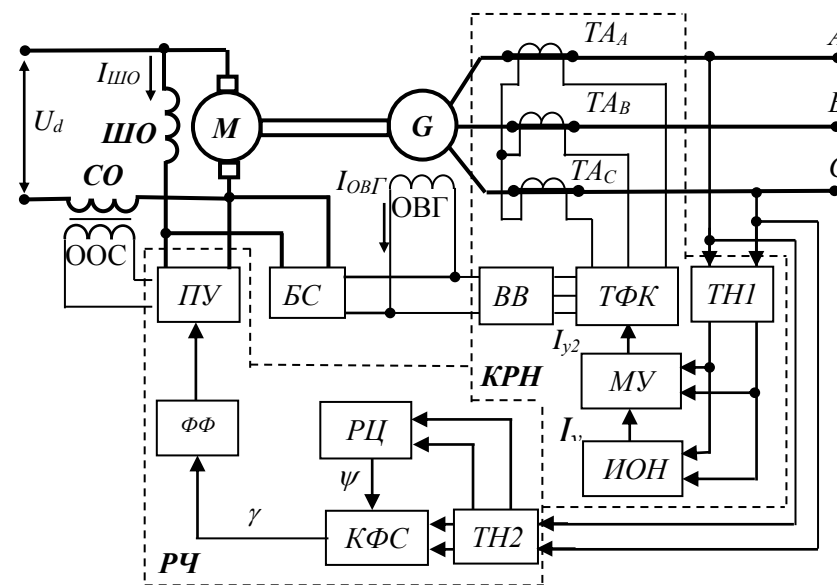 TA_A
A
I_ШО
U_d
ШО
М
G
TA_B
B
СО
I_ОВГ
ОВГ
TA_C
ООС
ПУ
БС
ВВ
ТФК
ТН1
I_у2
КРН
МУ
ФФ
РЦ
ψ
ИОН
γ
КФС
ТН2
РЧ